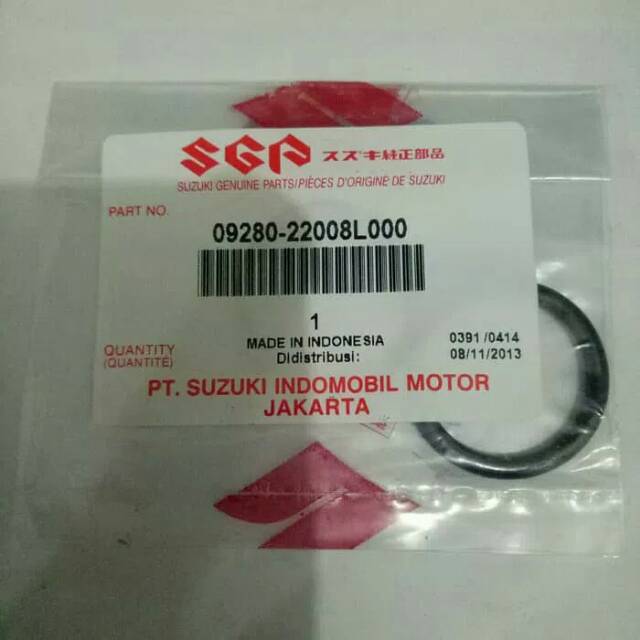 SGP スズキ純正部品
SUZUKI GENUINE PARTS/PIÈCES D'ORIGINE DE SUZUKI
PART NO.
09280-22008L000
1
MADE IN INDONESIA
0391 /0414
QUANTITY
(QUANTITÉ)
Didistribusi:
08/11/2013
PT. SUZUKI INDOMOBIL MOTOR
JAKARTA